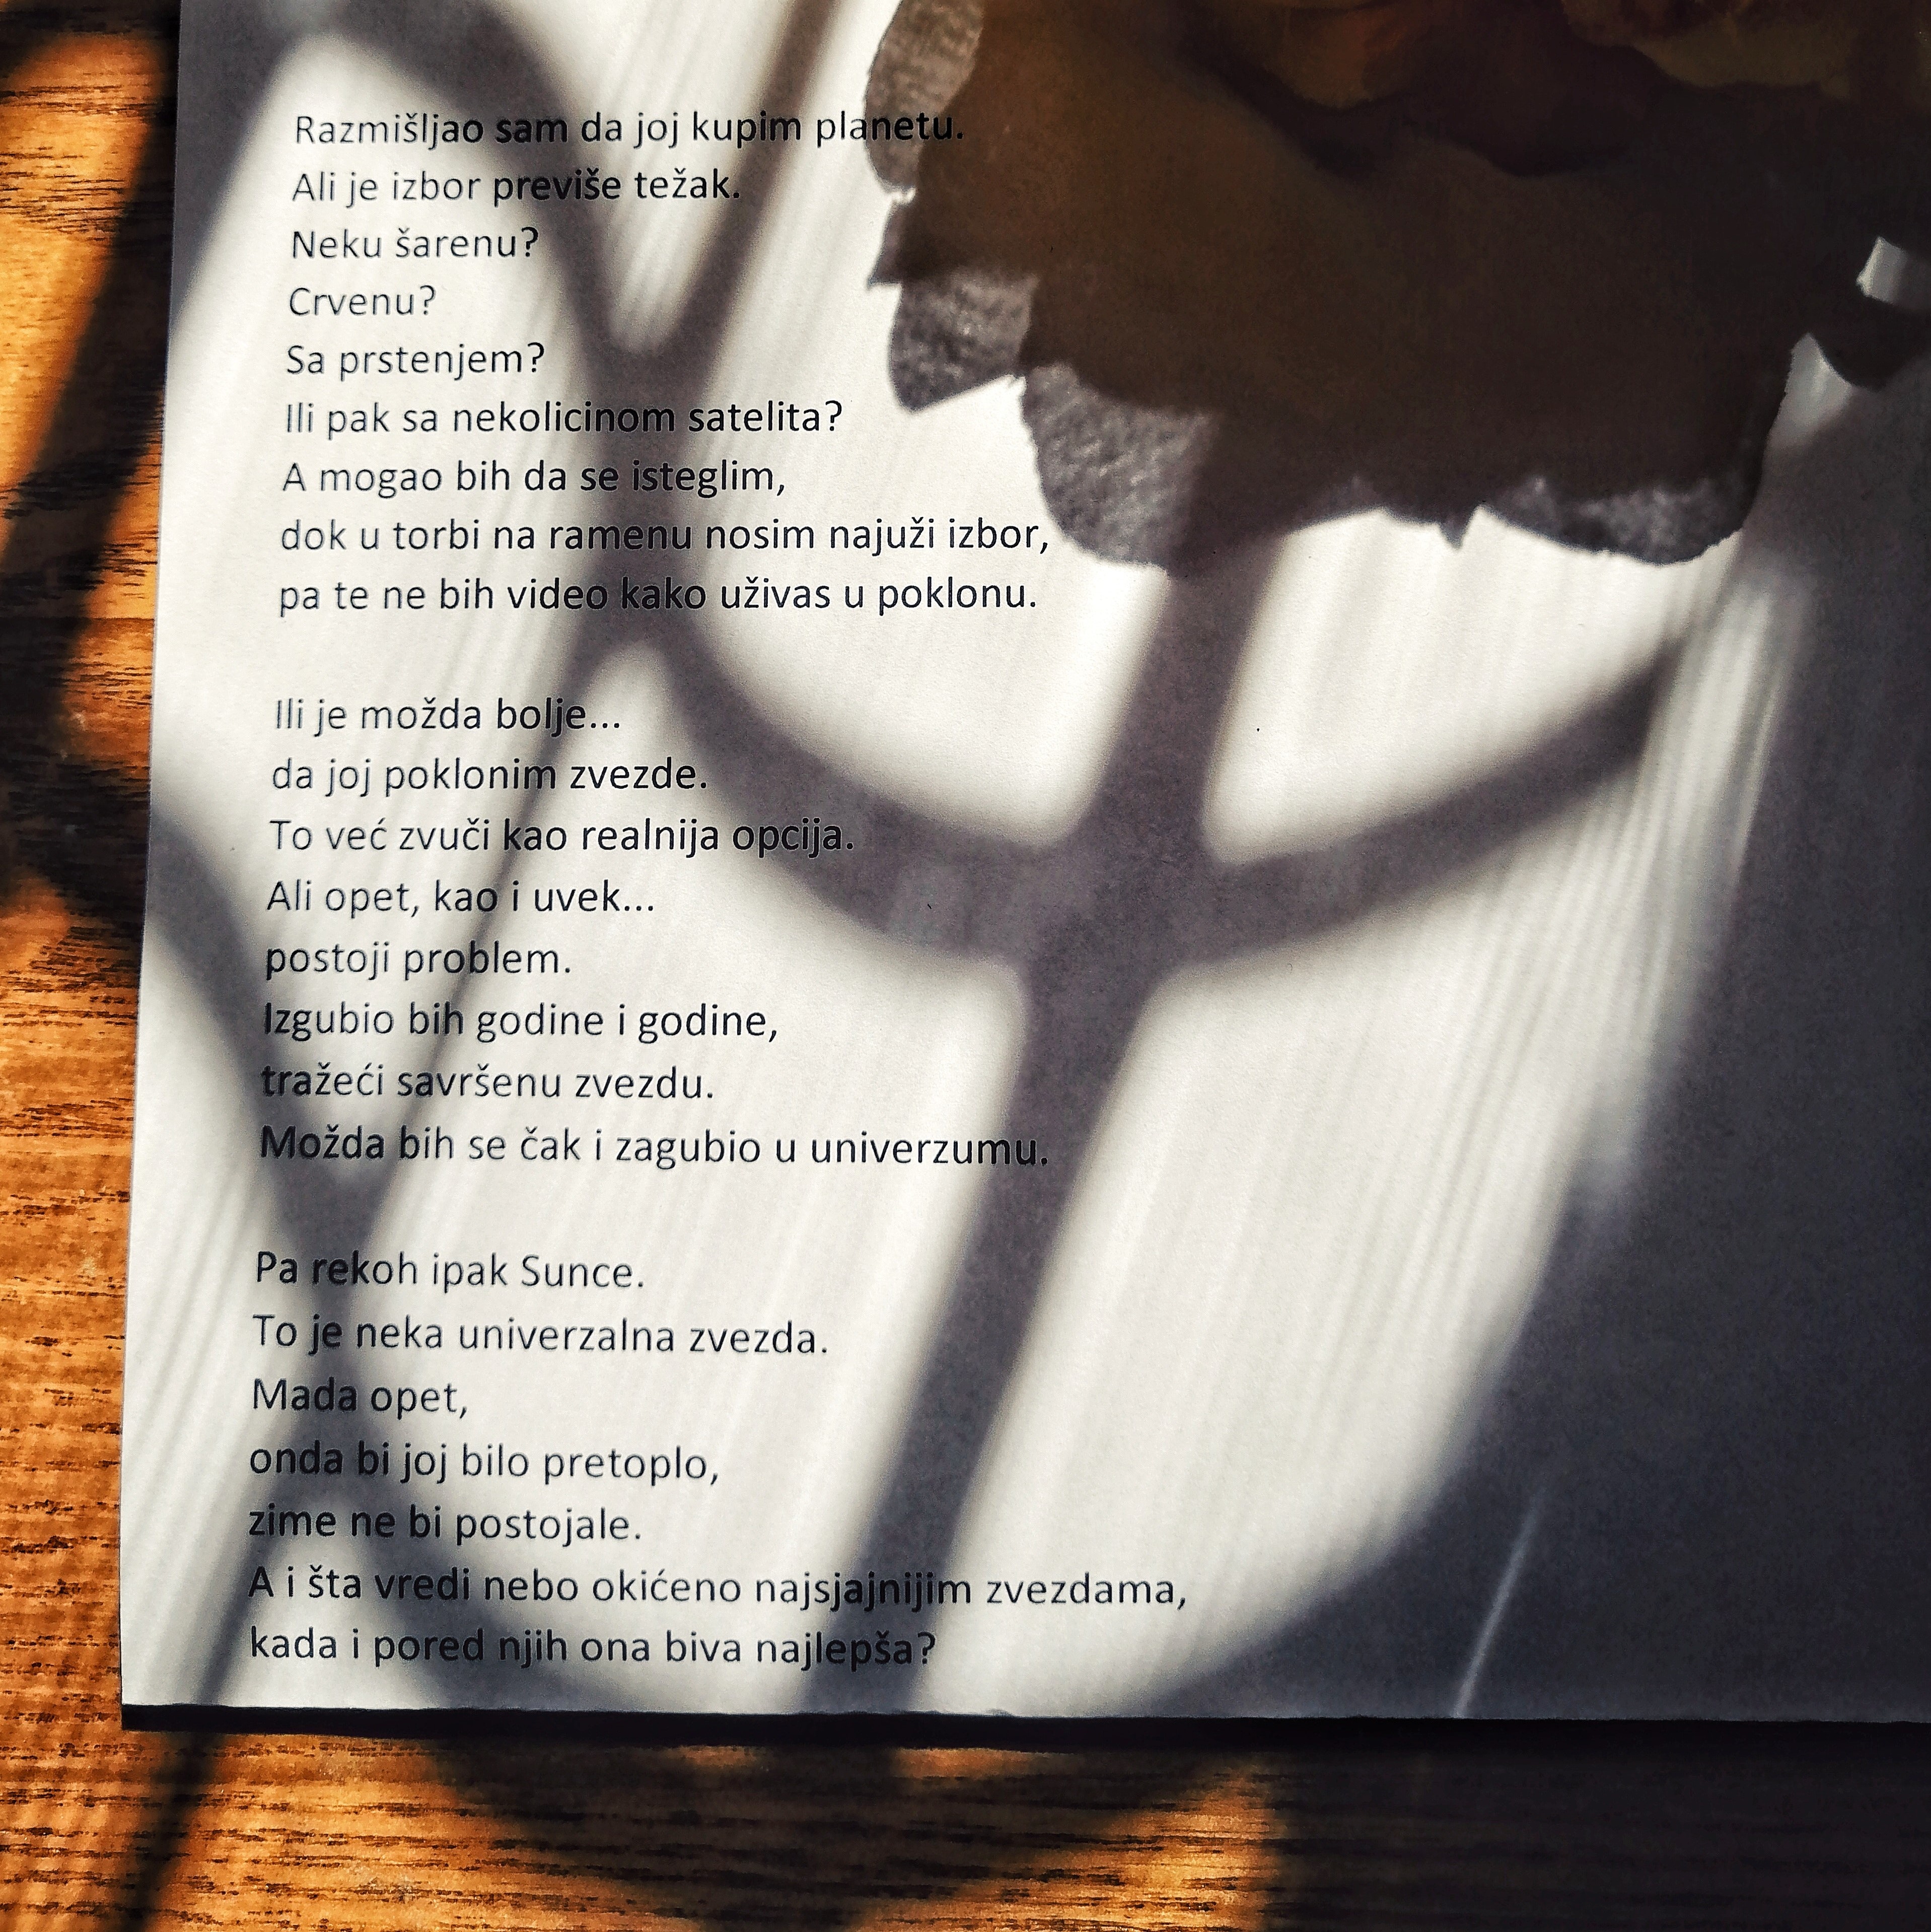 Razmišljao sam da joj kupim planetu.
Ali je izbor previše težak.
Neku šarenu?
Crvenu?
Sa prstenjem?
Ili pak sa nekolicinom satelita?
A mogao bih da se isteglim,
dok u torbi na ramenu nosim najuži izbor,
pa te ne bih video kako uživas u poklonu.
Ili je možda bolje...
da joj poklonim zvezde.
To već zvuči kao realnija opcija.
Ali opet, kao i uvek...
postoji problem.
Izgubio bih godine i godine,
tražeći savršenu zvezdu.
Možda bih se čak i zagubio u univerzumu.
Pa rekoh ipak Sunce.
To je neka univerzalna zvezda.
Mada opet,
onda bi joj bilo pretoplo,
zime ne bi postojale.
A i šta vredi nebo okićeno najsjajnijim zvezdama,
kada i pored njih ona biva najlepša?